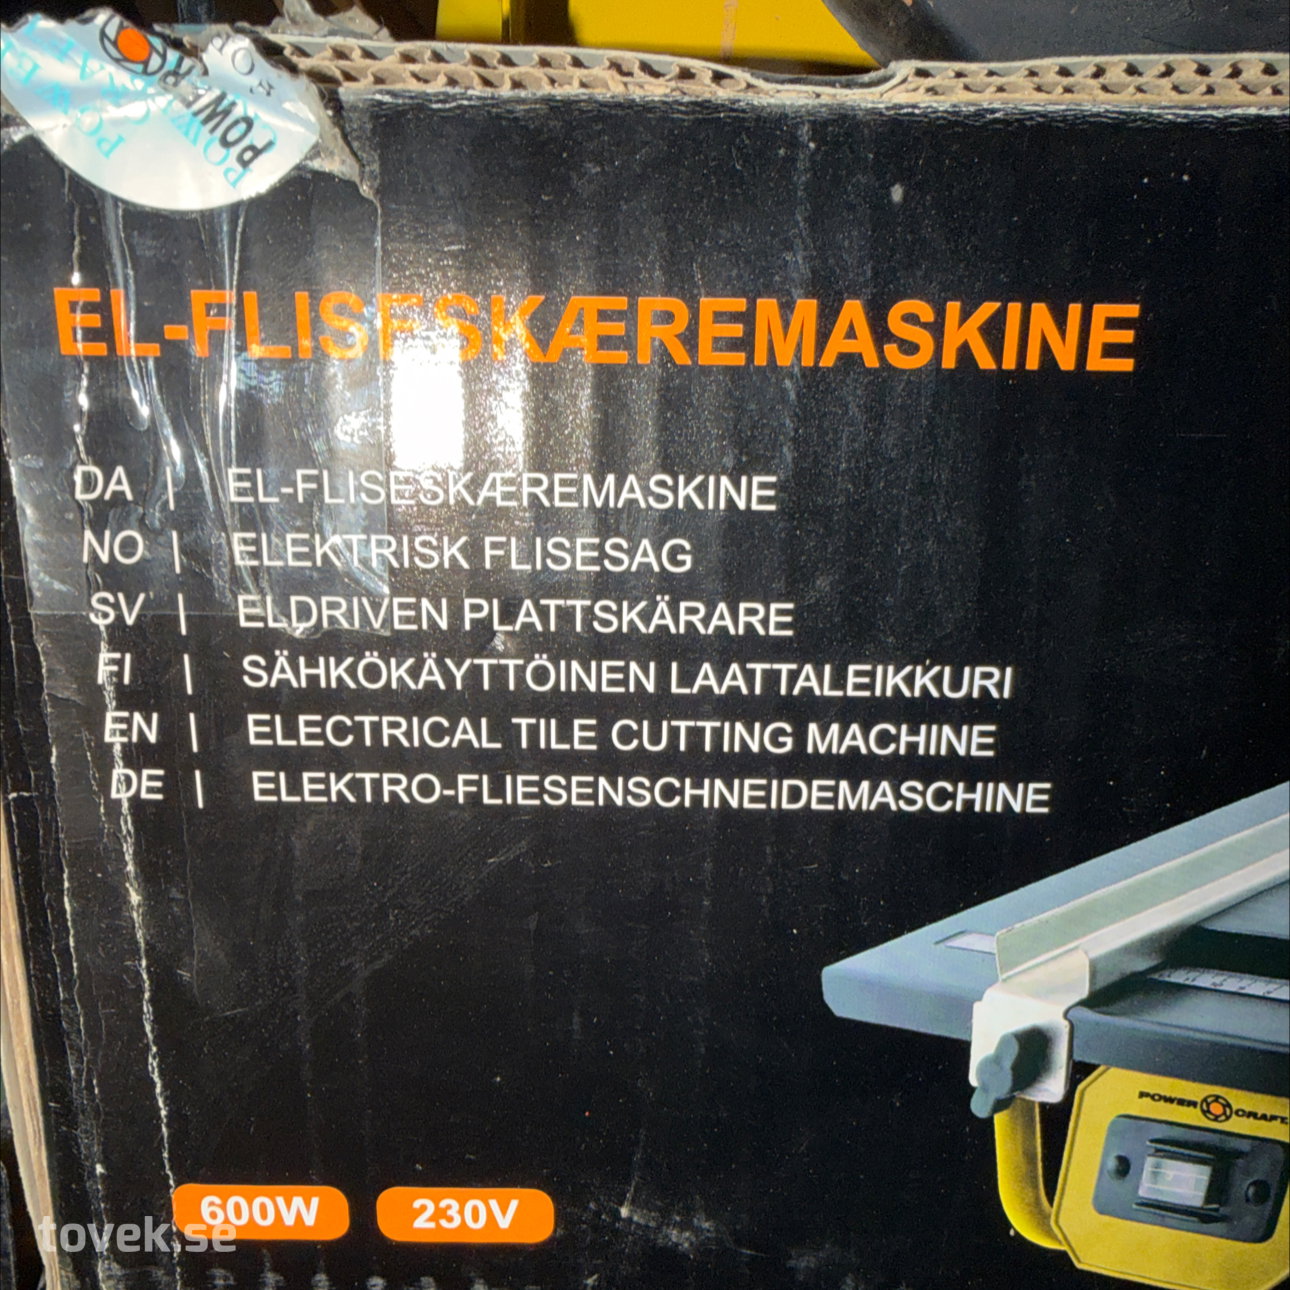 POWER
EL-FLISESKÆREMASKINE
DA | EL-FLISESKÆREMASKINE
NO | ELEKTRISK FLISESAG
SV | ELDRIVEN PLATTSKÄRARE
FI | SÄHKÖKÄYTTÖINEN LAATTALEIKKURI
EN | ELECTRICAL TILE CUTTING MACHINE
DE | ELEKTRO-FLIESENSCHNEIDEMASCHINE
POWER CRAFT
600W 230V
tovek.se